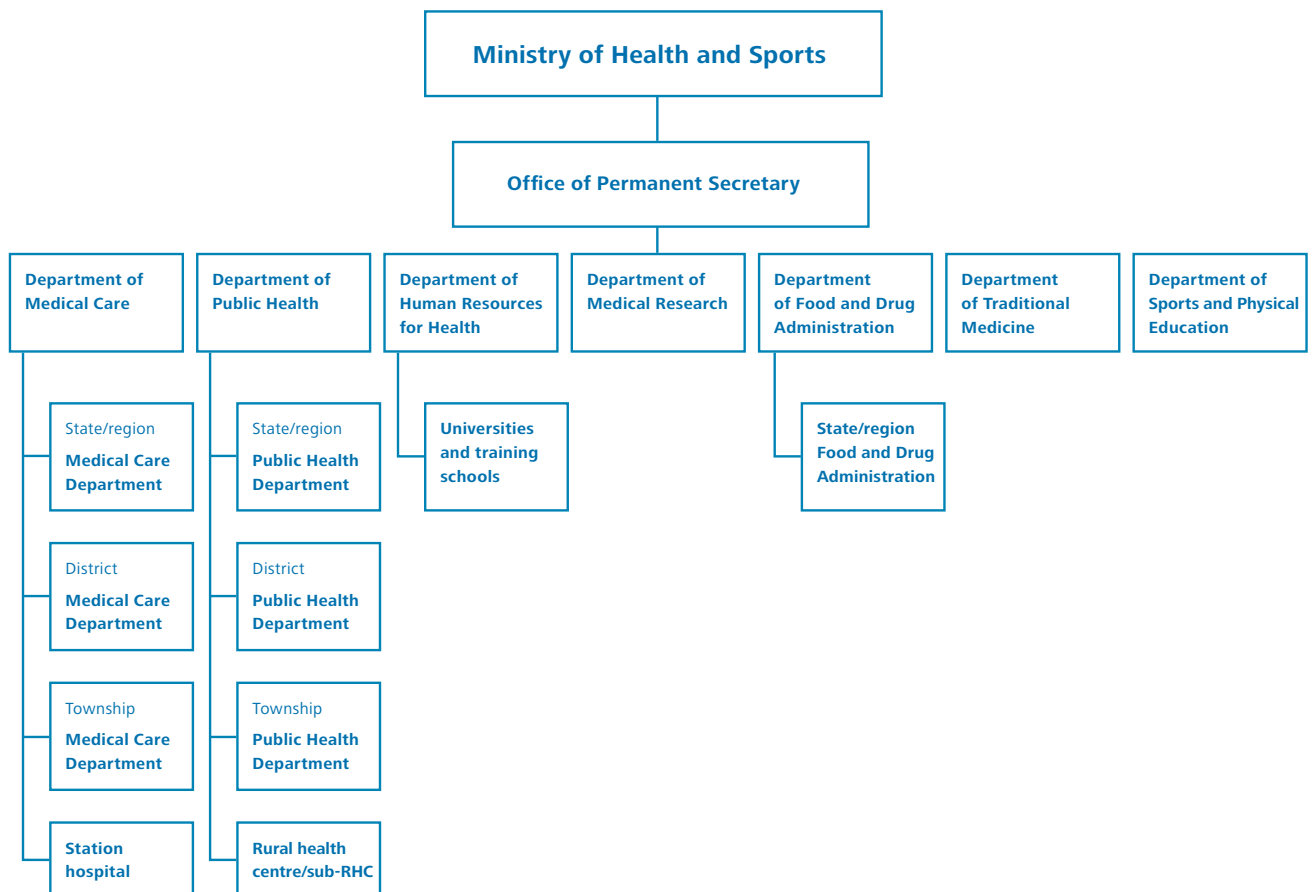 Ministry of Health and Sports
Office of Permanent Secretary
Department of
Medical Care
Department of
Public Health
Department of
Human Resources
for Health
Department of
Medical Research
Department
of Food and Drug
Administration
Department
of Traditional
Medicine
Department of
Sports and Physical
Education
State/region
Medical Care
Department
District
Medical Care
Department
Township
Medical Care
Department
Station
hospital
State/region
Public Health
Department
District
Public Health
Department
Township
Public Health
Department
Rural health
centre/sub-RHC
Universities
and training
schools
State/region
Food and Drug
Administration